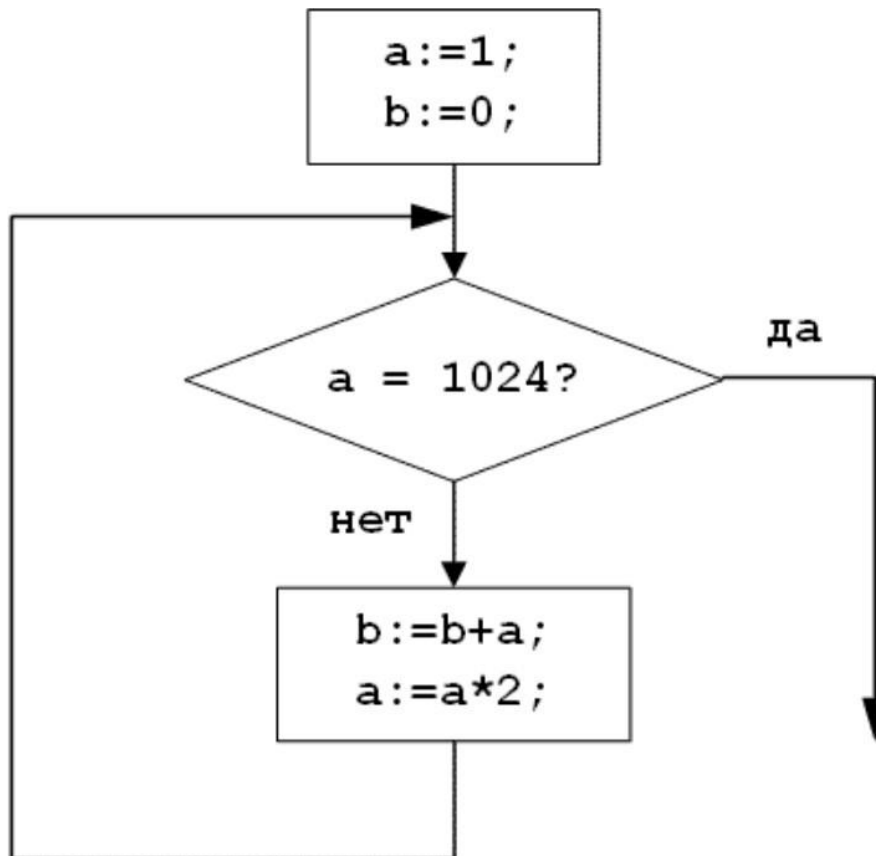 a:=1;
b:=0;
a = 1024?
да
нет
b:=b+a;
a:=a*2;